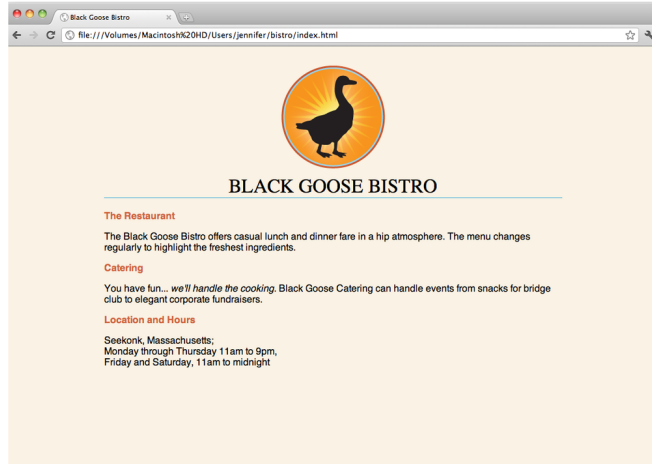 Black Goose Bistro
file:///Volumes/Macintosh%20HD/Users/jennifer/bistro/index.html
BLACK GOOSE BISTRO
The Restaurant
The Black Goose Bistro offers casual lunch and dinner fare in a hip atmosphere. The menu changes
regularly to highlight the freshest ingredients.
Catering
You have fun... we'll handle the cooking. Black Goose Catering can handle events from snacks for bridge
club to elegant corporate fundraisers.
Location and Hours
Seekonk, Massachusetts;
Monday through Thursday 11am to 9pm,
Friday and Saturday, 11am to midnight